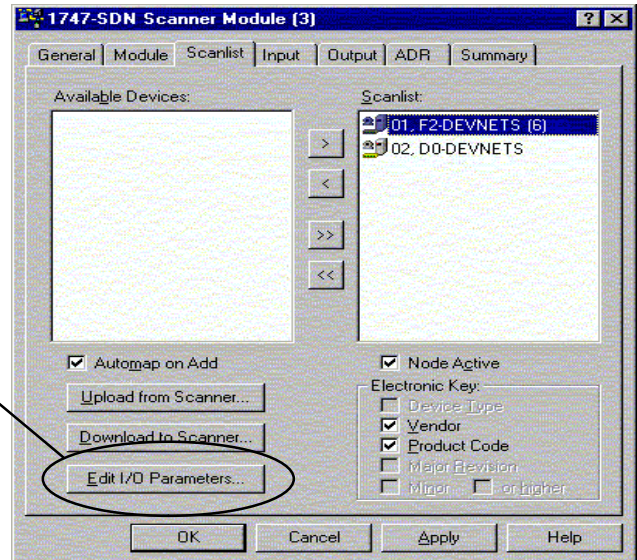 1747-SDN Scanner Module (3)
General Module Scanlist Input Output ADR Summary
Available Devices:
Scanlist:
01, F2-DEVNETS (6)
02, D0-DEVNETS
>
<
>>
<<
Automap on Add
Node Active
Upload from Scanner...
Download to Scanner...
Edit I/O Parameters...
Electronic Key:
Device Type
Vendor
Product Code
Major Revision
Minor or higher
OK Cancel Apply Help